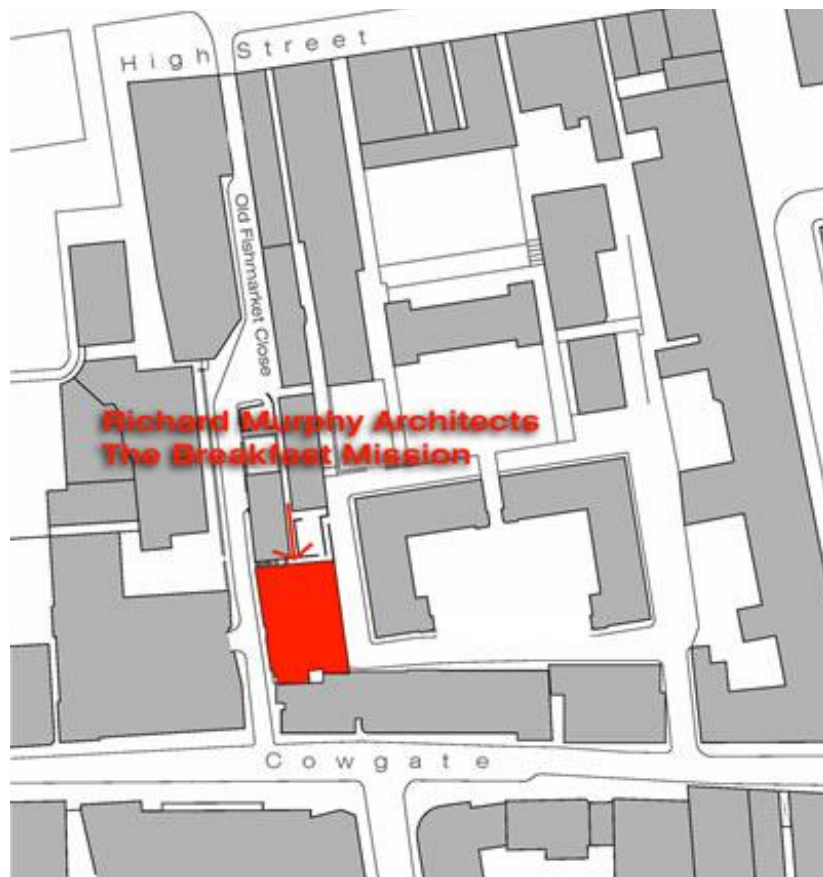 High Street
Old Fishmarket Close
Richard Murphy Architects
The Breakfast Mission
Cowgate